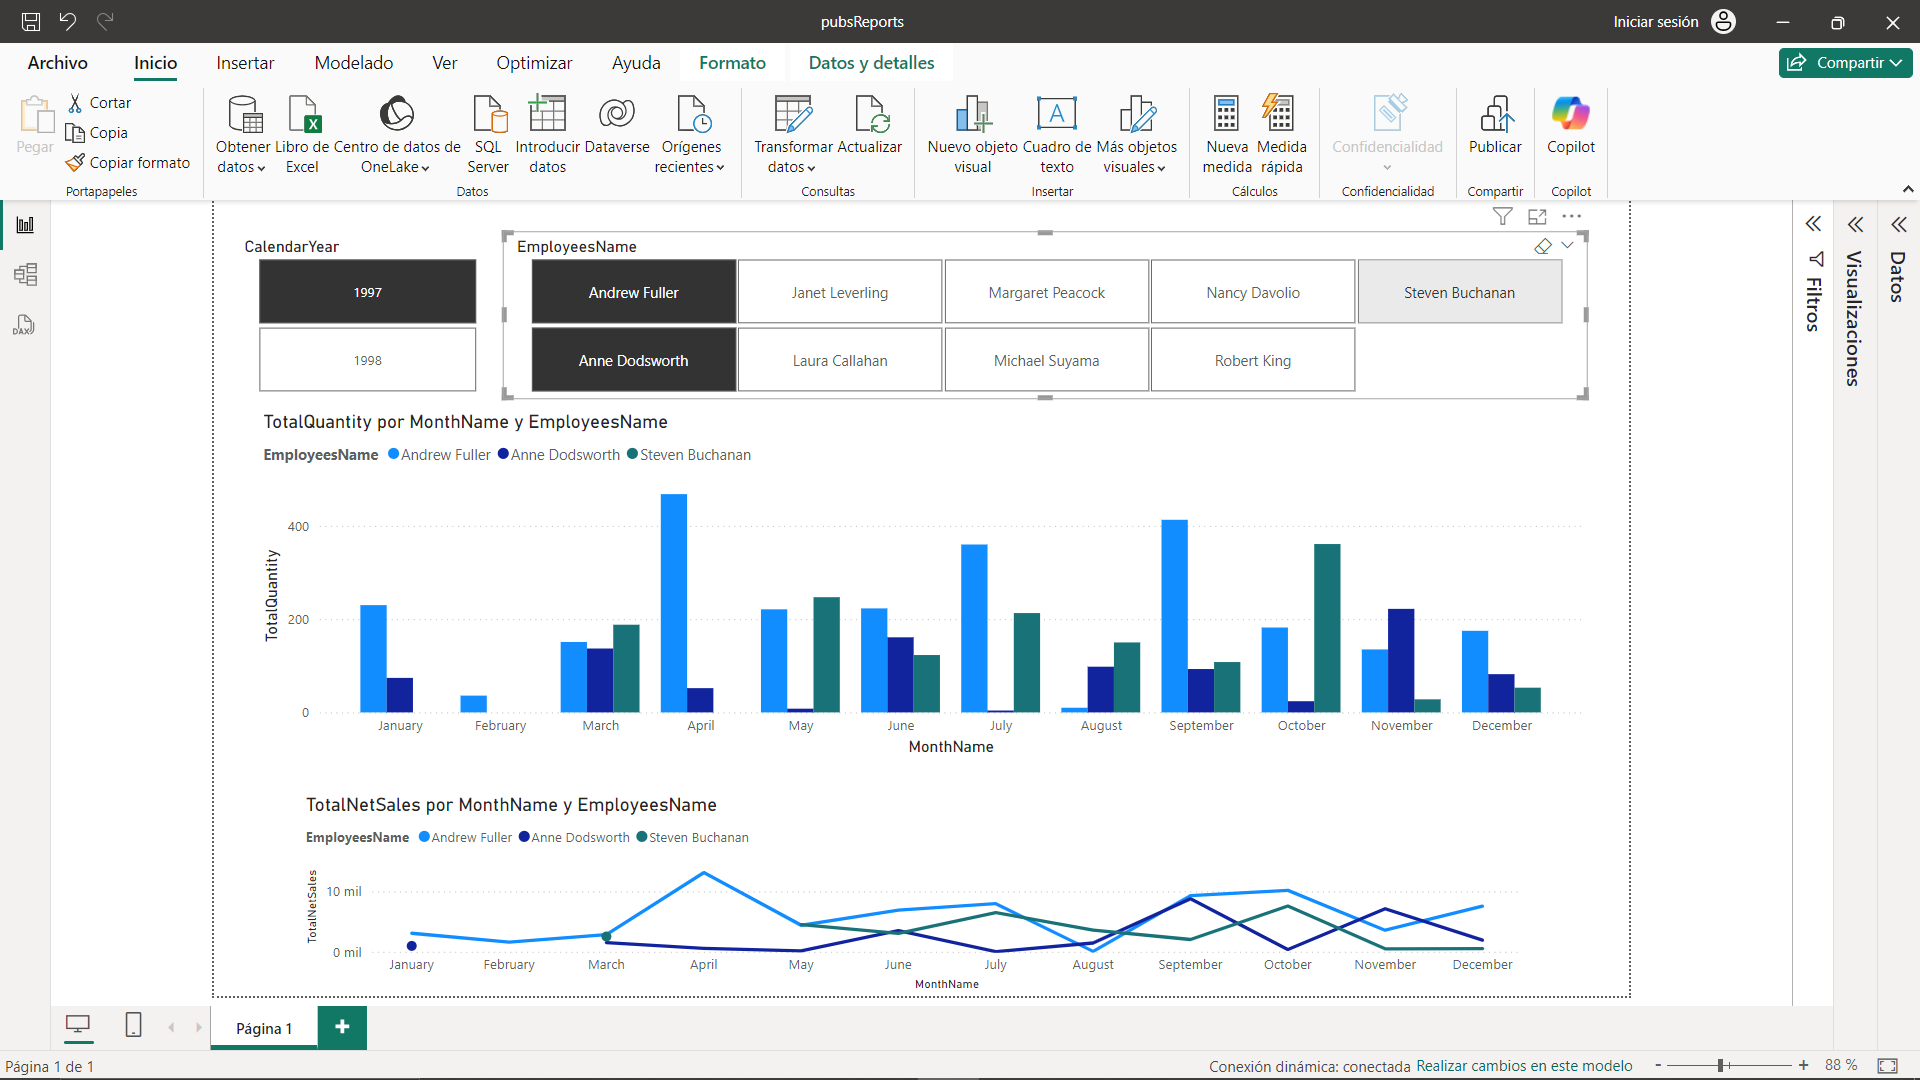 pubsReports
Iniciar sesión
Archivo Inicio Insertar Modelado Ver Optimizar Ayuda Formato Datos y detalles
Compartir
Pegar
Cortar
Copia
Copiar formato
Portapapeles
Obtener datos
Libro de Excel
Centro de datos de OneLake
SQL Server
Introducir datos
Dataverse
Orígenes recientes
Datos
Transformar datos
Actualizar
Consultas
Nuevo objeto visual
Cuadro de texto
A
Más objetos visuales
Insertar
Nueva medida
Medida rápida
Cálculos
Confidencialidad
Confidencialidad
Publicar
Compartir
Copilot
Copilot
DAX
CalendarYear
1997
1998
EmployeesName
Andrew Fuller Janet Leverling Margaret Peacock Nancy Davolio Steven Buchanan
Anne Dodsworth Laura Callahan Michael Suyama Robert King
TotalQuantity por MonthName y EmployeesName
EmployeesName Andrew Fuller Anne Dodsworth Steven Buchanan
TotalQuantity
400
200
0
January February March April May June July August September October November December
MonthName
TotalNetSales por MonthName y EmployeesName
EmployeesName Andrew Fuller Anne Dodsworth Steven Buchanan
TotalNetSales
10 mil
0 mil
January February March April May June July August September October November December
MonthName
Filtros
Visualizaciones
Datos
Página 1
Página 1 de 1
Conexión dinámica: conectada Realizar cambios en este modelo
- + 88 %